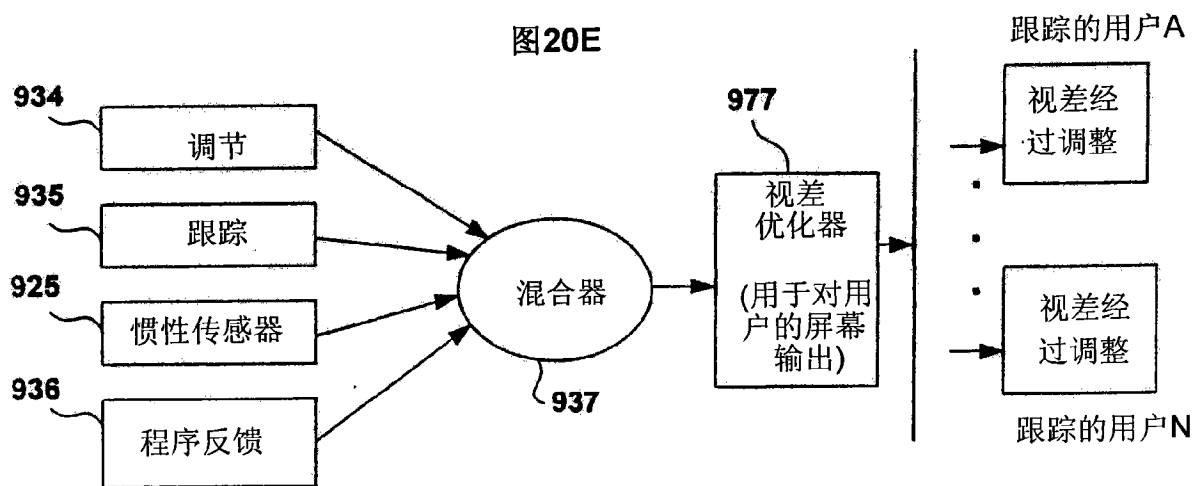 图20E
934
调节
935
跟踪
925
惯性传感器
936
程序反馈
混合器
937
977
视差
优化器
(用于对用
户的屏幕
输出)
跟踪的用户A
视差经
过调整
视差经
过调整
跟踪的用户N